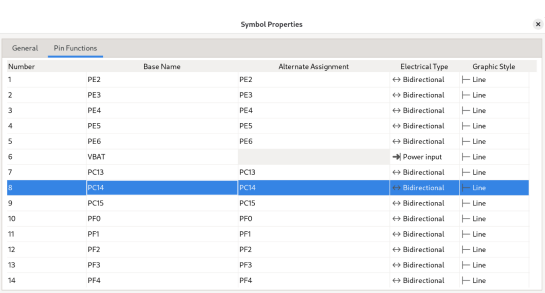 Symbol Properties
General Pin Functions
Number Base Name Alternate Assignment Electrical Type Graphic Style
1 PE2 PE2 Bidirectional Line
2 PE3 PE3 Bidirectional Line
3 PE4 PE4 Bidirectional Line
4 PE5 PE5 Bidirectional Line
5 PE6 PE6 Bidirectional Line
6 VBAT Power input Line
7 PC13 PC13 Bidirectional Line
8 PC14 PC14 Bidirectional Line
9 PC15 PC15 Bidirectional Line
10 PF0 PF0 Bidirectional Line
11 PF1 PF1 Bidirectional Line
12 PF2 PF2 Bidirectional Line
13 PF3 PF3 Bidirectional Line
14 PF4 PF4 Bidirectional Line